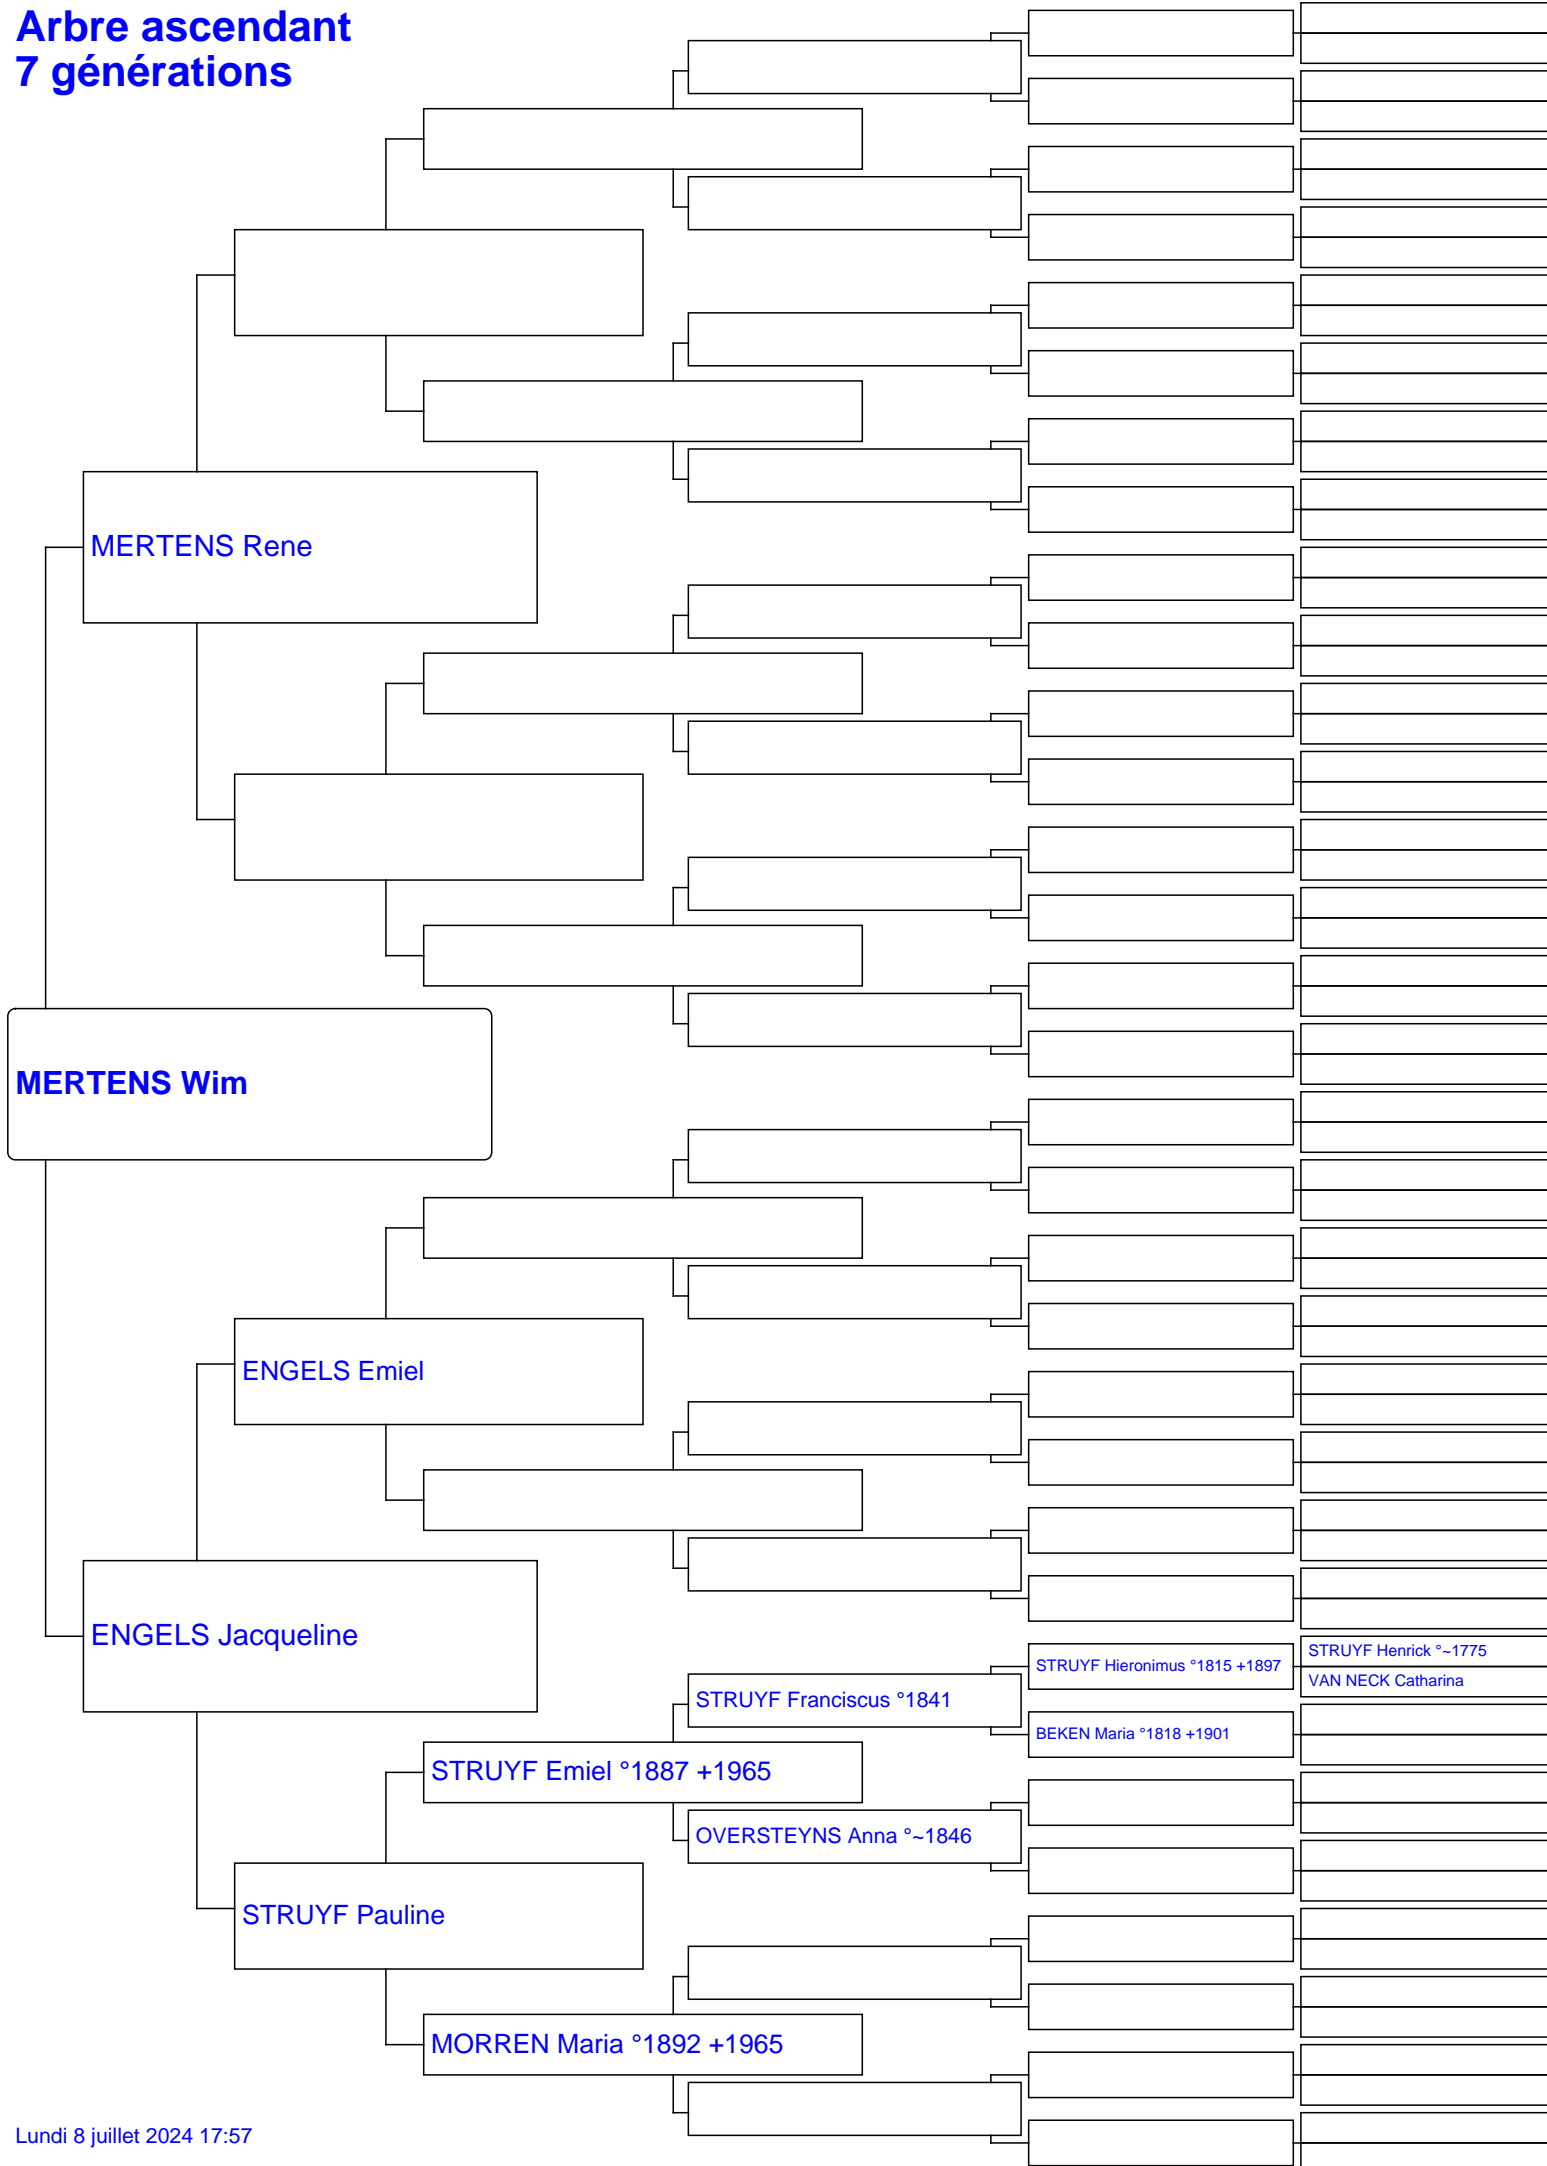 Arbre ascendant
7 générations
MERTENS Rene
MERTENS Wim
ENGELS Emiel
ENGELS Jacqueline
STRUYF Henrick °~1775
STRUYF Hieronimus °1815 +1897
VAN NECK Catharina
STRUYF Franciscus °1841
BEKEN Maria °1818 +1901
STRUYF Emiel °1887 +1965
OVERSTEYNS Anna °~1846
STRUYF Pauline
MORREN Maria °1892 +1965
Lundi 8 juillet 2024 17:57